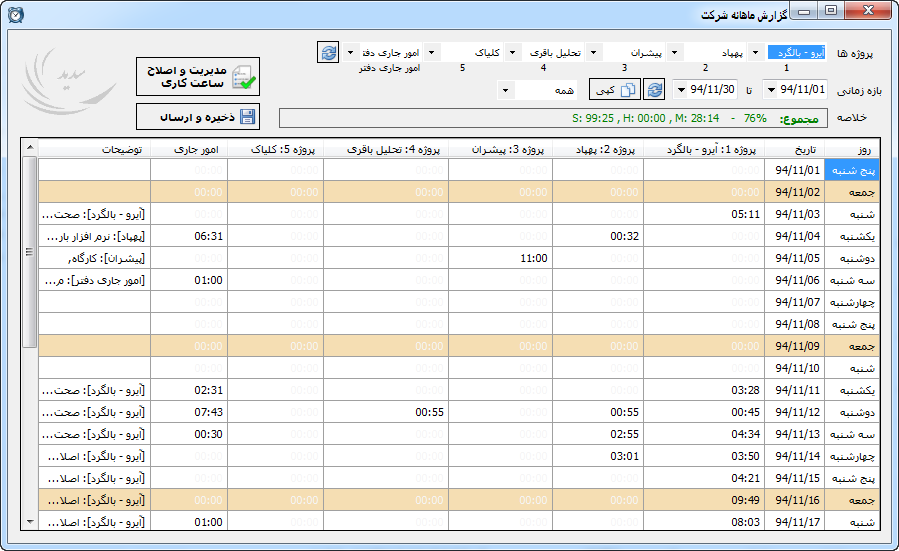 گزارش ماهانه شرکت
پروژه ها آیرو - بالگرد پهپاد پیشران تحلیل باقری کلیاک امور جاری دفتر
1 2 3 4 5 امور جاری دفتر
مدیریت و اصلاح ساعت کاری
بازه زمانی 94/11/01 تا 94/11/30 کپی همه
ذخیره و ارسال
خلاصه مجموع: 76% - S: 99:25 , H: 00:00 , M: 28:14
روز تاریخ پروژه 1: آیرو - بالگرد پروژه 2: پهپاد پروژه 3: پیشران پروژه 4: تحلیل باقری پروژه 5: کلیاک امور جاری توضیحات
پنج شنبه 94/11/01 00:00 00:00 00:00 00:00 00:00 00:00
جمعه 94/11/02 00:00 00:00 00:00 00:00 00:00 00:00
شنبه 94/11/03 05:11 00:00 00:00 00:00 00:00 00:00 [آیرو - بالگرد]: صحت...
یکشنبه 94/11/04 00:00 00:32 00:00 00:00 00:00 06:31 [پهپاد]: نرم افزار بار...
دوشنبه 94/11/05 00:00 00:00 11:00 00:00 00:00 00:00 [پیشران]: کارگاه,
سه شنبه 94/11/06 00:00 00:00 00:00 00:00 00:00 01:00 [امور جاری دفتر]: م...
چهارشنبه 94/11/07 00:00 00:00 00:00 00:00 00:00 00:00
پنج شنبه 94/11/08 00:00 00:00 00:00 00:00 00:00 00:00
جمعه 94/11/09 00:00 00:00 00:00 00:00 00:00 00:00
شنبه 94/11/10 00:00 00:00 00:00 00:00 00:00 00:00
یکشنبه 94/11/11 03:28 00:00 00:00 00:00 00:00 02:31 [آیرو - بالگرد]: صحت...
دوشنبه 94/11/12 00:45 00:55 00:00 00:55 00:00 07:43 [آیرو - بالگرد]: صحت...
سه شنبه 94/11/13 04:34 02:55 00:00 00:00 00:00 00:30 [آیرو - بالگرد]: صحت...
چهارشنبه 94/11/14 03:50 03:01 00:00 00:00 00:00 00:00 [آیرو - بالگرد]: اصلا...
پنج شنبه 94/11/15 04:21 00:00 00:00 00:00 00:00 00:00 [آیرو - بالگرد]: اصلا...
جمعه 94/11/16 09:49 00:00 00:00 00:00 00:00 00:00 [آیرو - بالگرد]: اصلا...
شنبه 94/11/17 08:03 00:00 00:00 00:00 00:00 01:00 [آیرو - بالگرد]: اصلا...